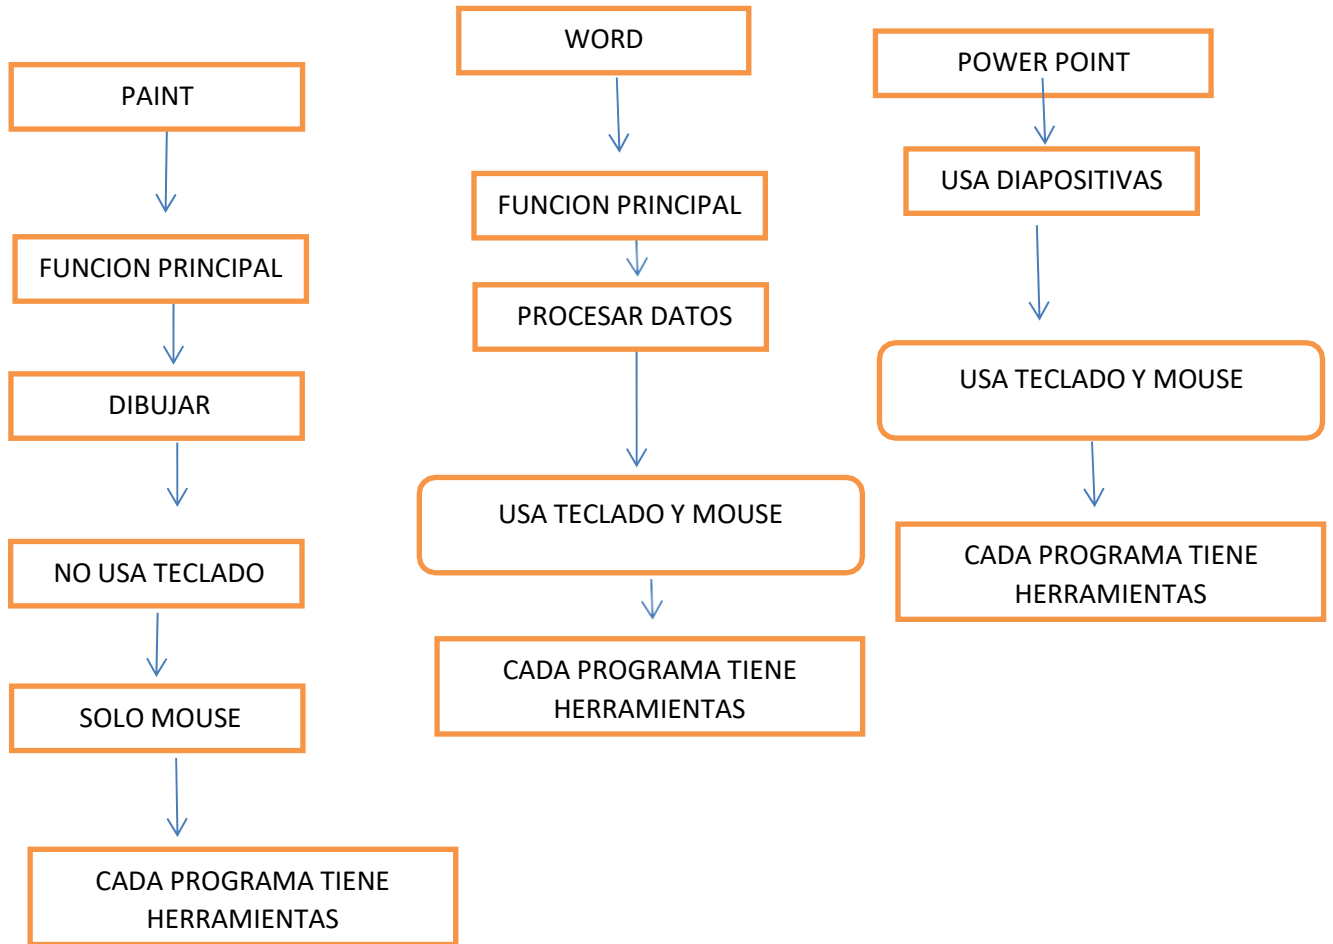 PAINT
FUNCION PRINCIPAL
DIBUJAR
NO USA TECLADO
SOLO MOUSE
CADA PROGRAMA TIENE
HERRAMIENTAS
WORD
FUNCION PRINCIPAL
PROCESAR DATOS
USA TECLADO Y MOUSE
CADA PROGRAMA TIENE
HERRAMIENTAS
POWER POINT
USA DIAPOSITIVAS
USA TECLADO Y MOUSE
CADA PROGRAMA TIENE
HERRAMIENTAS